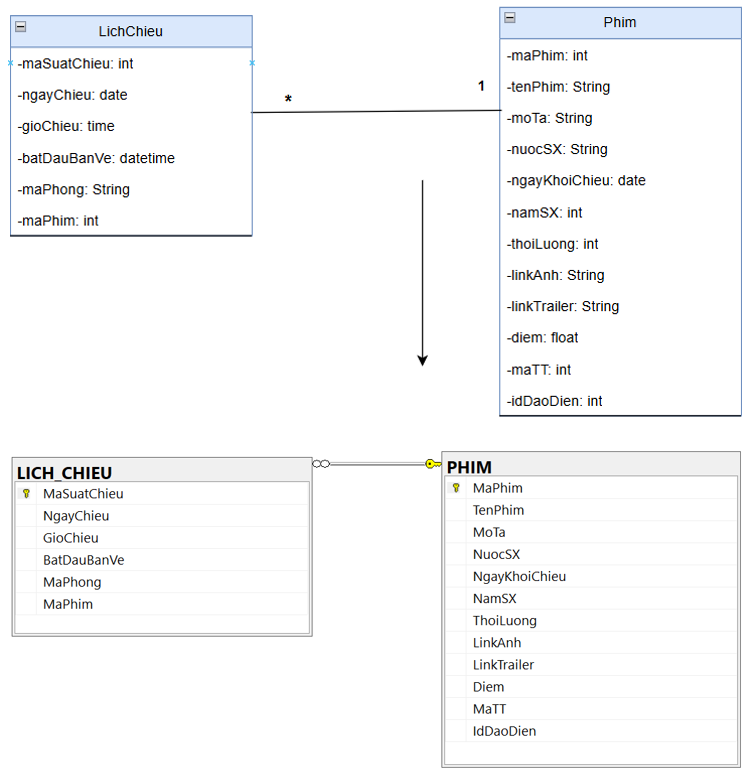 LichChieu
-maSuatChieu: int
-ngayChieu: date
-gioChieu: time
-batDauBanVe: datetime
-maPhong: String
-maPhim: int
*
1
Phim
-maPhim: int
-tenPhim: String
-moTa: String
-nuocSX: String
-ngayKhoiChieu: date
-namSX: int
-thoiLuong: int
-linkAnh: String
-linkTrailer: String
-diem: float
-maTT: int
-idDaoDien: int
LICH_CHIEU
MaSuatChieu
NgayChieu
GioChieu
BatDauBanVe
MaPhong
MaPhim
PHIM
MaPhim
TenPhim
MoTa
NuocSX
NgayKhoiChieu
NamSX
ThoiLuong
LinkAnh
LinkTrailer
Diem
MaTT
IdDaoDien